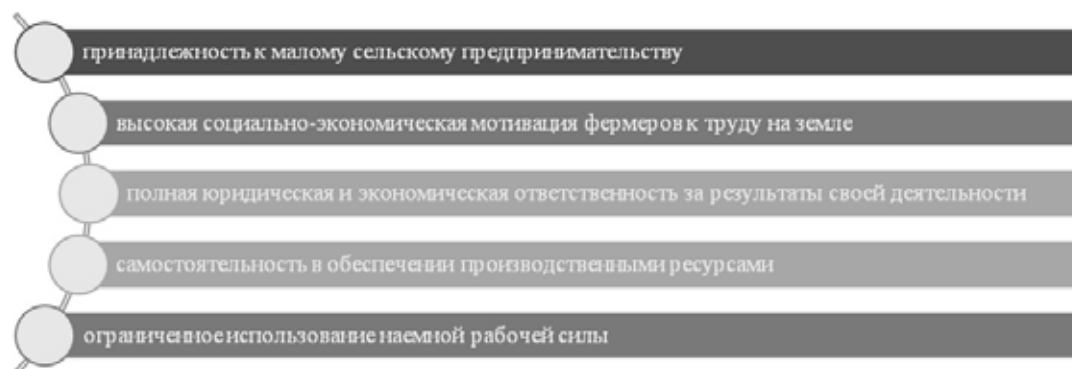 принадлежность к малому сельскому предпринимательству
высокая социально-экономическая мотивация фермеров к труду на земле
полная юридическая и экономическая ответственность за результаты своей деятельности
самостоятельность в обеспечении производственными ресурсами
ограниченное использование наемной рабочей силы